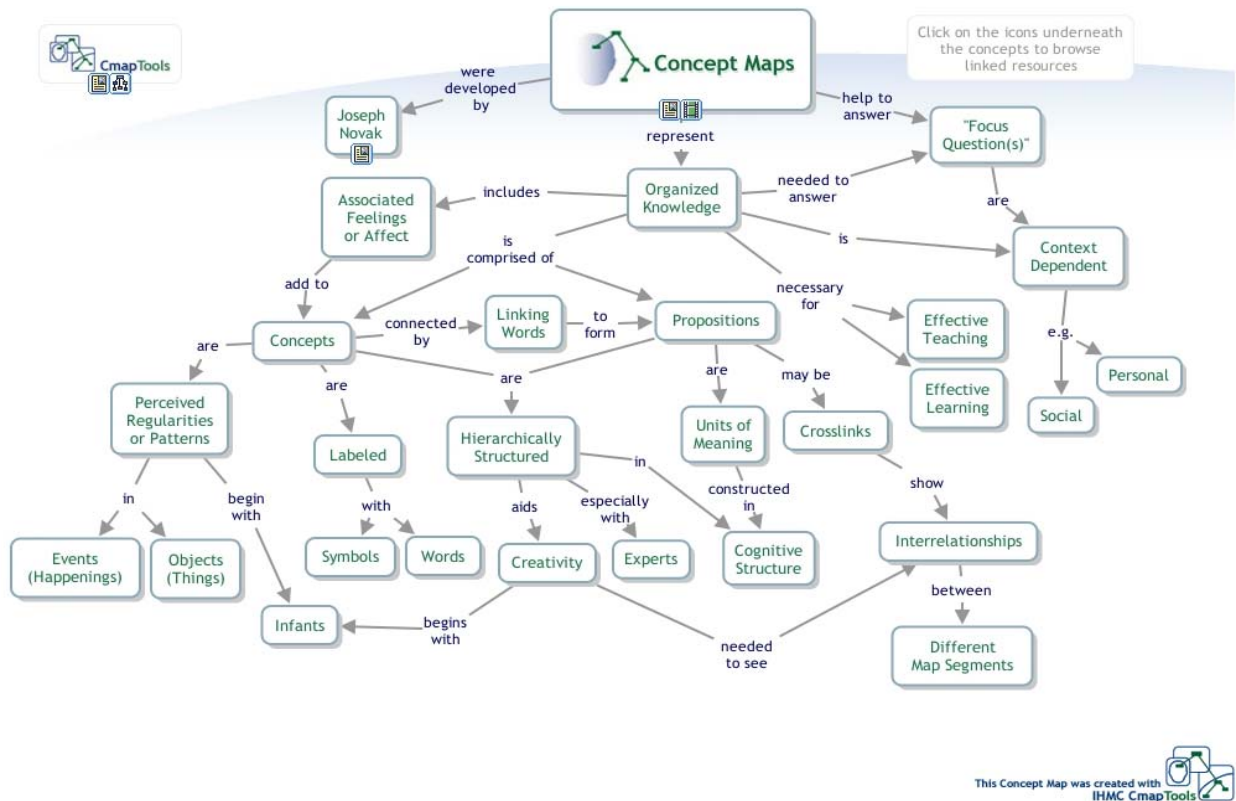 CmapTools
Concept Maps
Click on the icons underneath
the concepts to browse
linked resources
were
developed
by
help to
answer
Joseph
Novak
represent
"Focus
Question(s)"
Associated
Feelings
or Affect
includes
Organized
Knowledge
needed to
answer
are
is
Context
Dependent
is
comprised of
add to
necessary
for
Concepts
connected
by
Linking
Words
to
form
Propositions
Effective
Teaching
e.g.
are
are
are
are
may be
Effective
Learning
Personal
Social
Perceived
Regularities
or Patterns
Labeled
Hierarchically
Structured
Units of
Meaning
Crosslinks
in
begin
with
with
aids
especially
with
in
constructed
in
show
Events
(Happenings)
Objects
(Things)
Symbols
Words
Creativity
Experts
Cognitive
Structure
Interrelationships
Infants
begins
with
needed
to see
between
Different
Map Segments
This Concept Map was created with
IHMC CmapTools